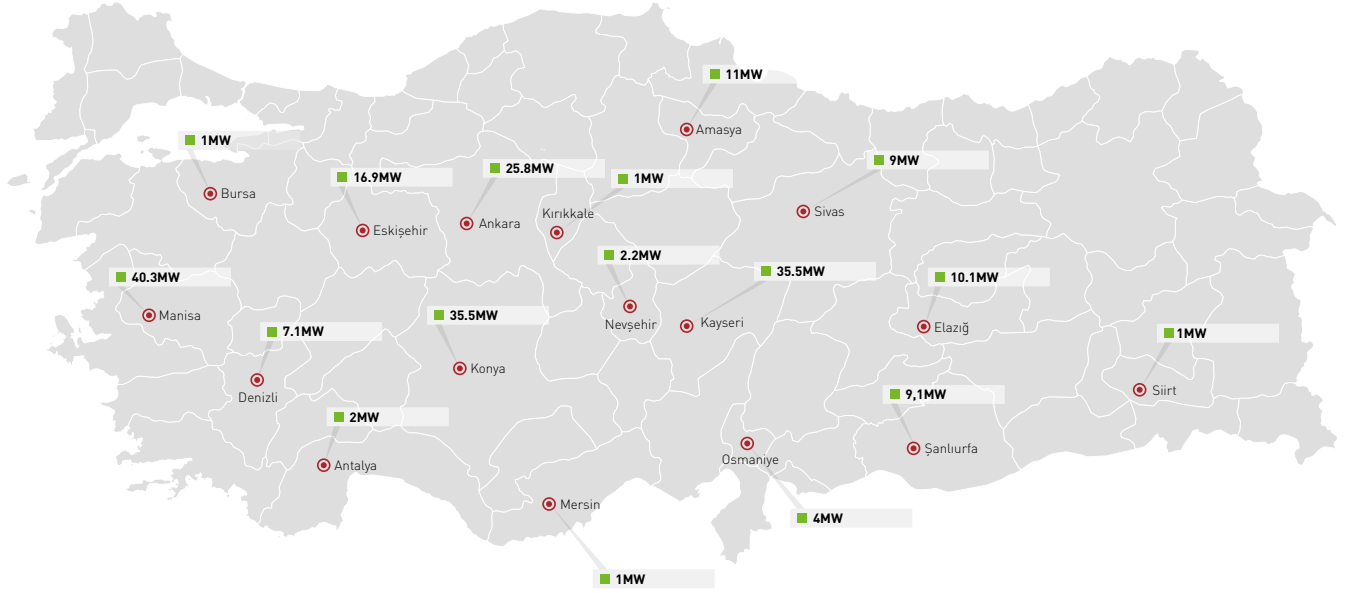 11MW
Amasya
1MW
Bursa
16.9MW
Eskişehir
25.8MW
Ankara
1MW
Kırıkkale
9MW
Sivas
40.3MW
Manisa
2.2MW
Nevşehir
35.5MW
Kayseri
10.1MW
Elazığ
35.5MW
Konya
7.1MW
Denizli
1MW
Siirt
2MW
Antalya
9,1MW
Şanlıurfa
Osmaniye
4MW
Mersin
1MW